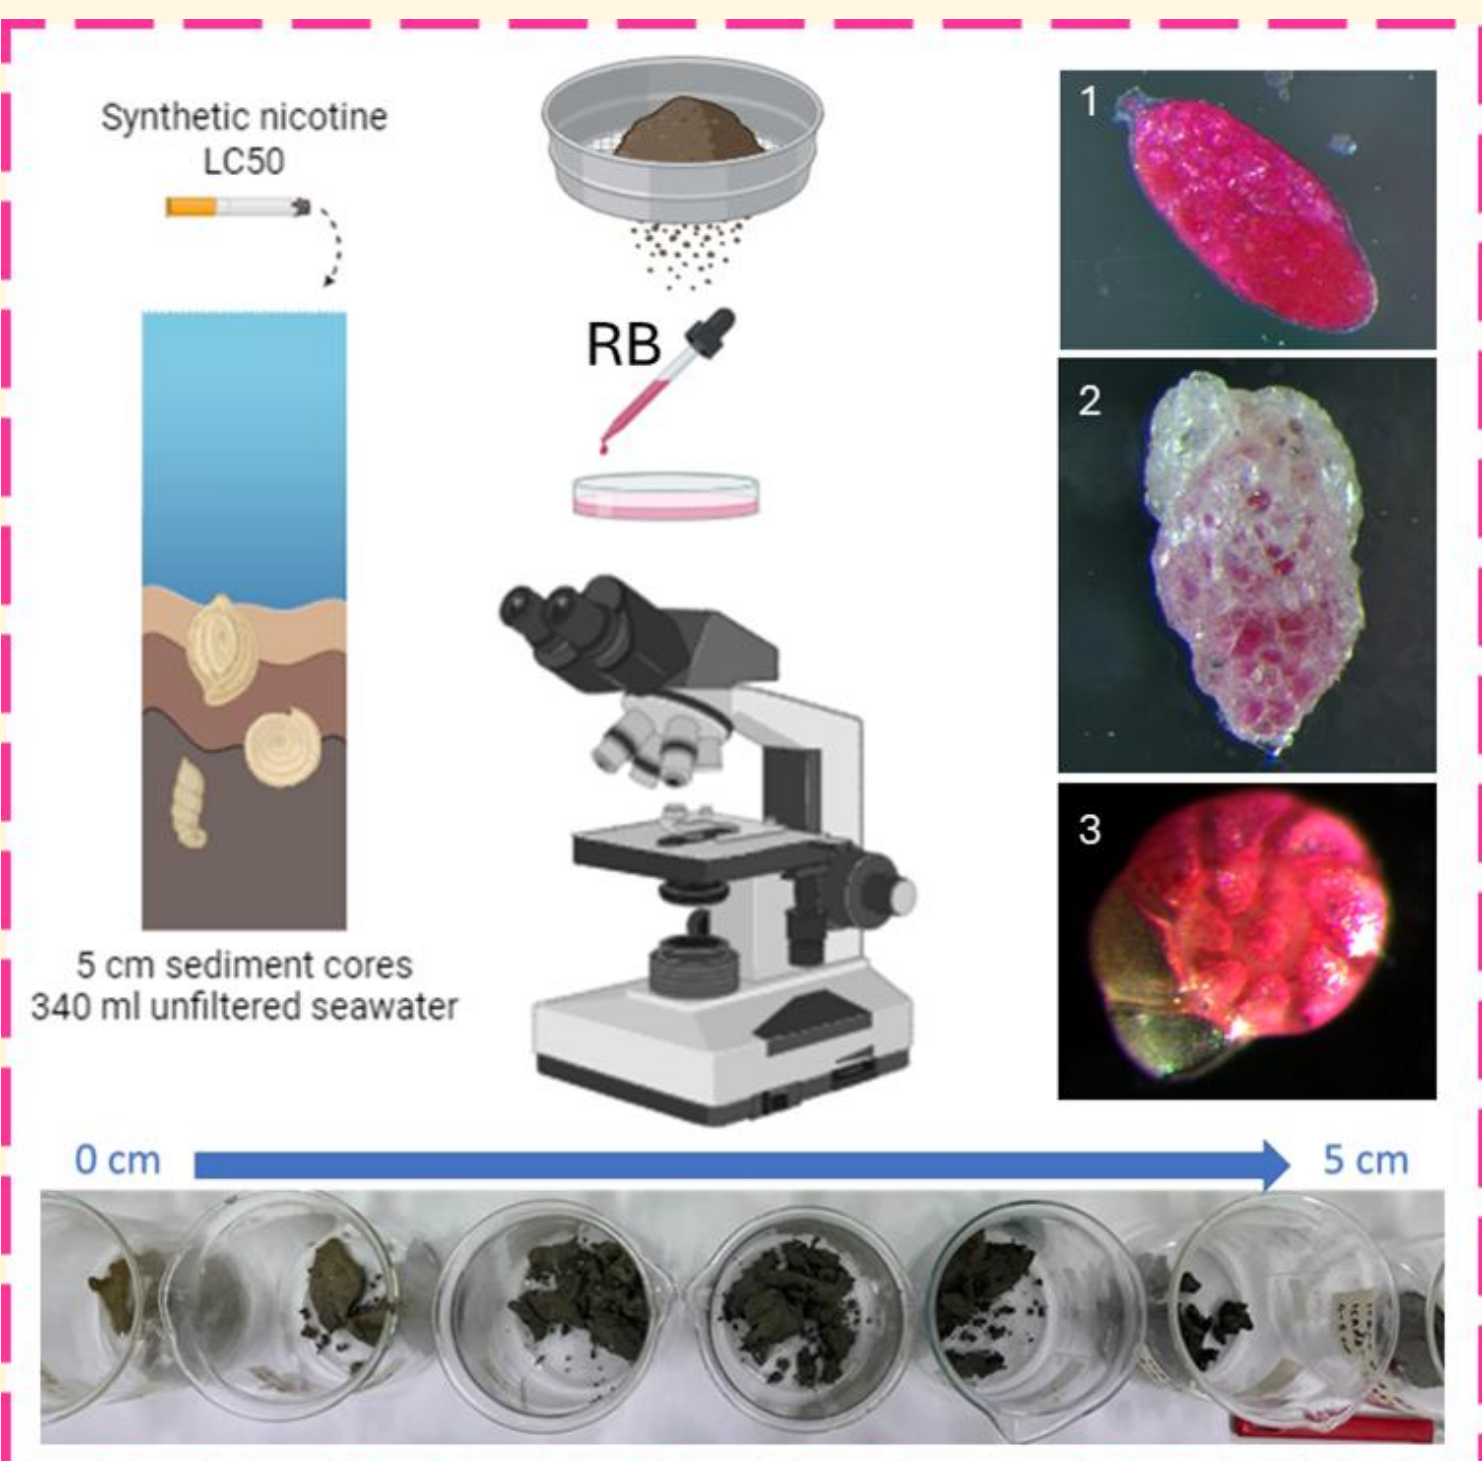 Synthetic nicotine
LC50
RB
1
2
3
5 cm sediment cores
340 ml unfiltered seawater
0 cm
5 cm